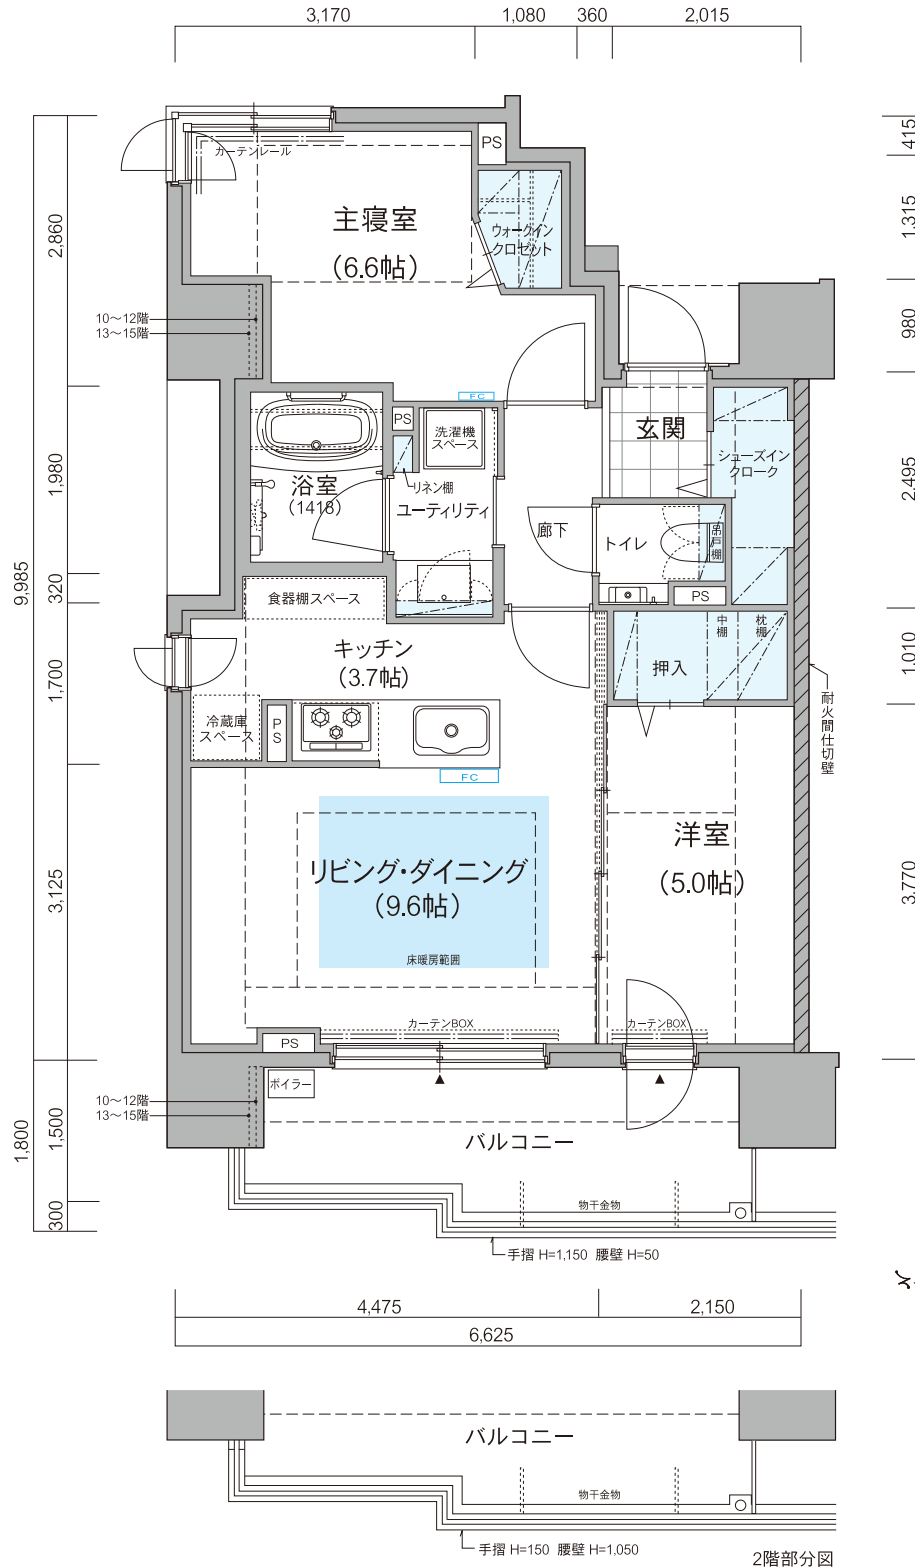 3,170
1,080
360
2,015
415
1,315
980
2,495
1,010
3,770
2,860
1,980
320
1,700
3,125
9,985
1,500
300
1,800
カーテンレール
PS
主寝室
(6.6帖)
ウォークイン
クロゼット
10〜12階
13〜15階
FC
PS
洗濯機
スペース
玄関
シューズイン
クローク
浴室
(1418)
リネン棚
ユーティリティ
廊下
トイレ
吊戸棚
PS
食器棚スペース
キッチン
(3.7帖)
中棚
枕棚
押入
冷蔵庫
スペース
PS
耐火間仕切壁
FC
洋室
(5.0帖)
リビング・ダイニング
(9.6帖)
床暖房範囲
カーテンBOX
カーテンBOX
PS
ボイラー
10〜12階
13〜15階
バルコニー
物干金物
手摺 H=1,150 腰壁 H=50
4,475
2,150
6,625
バルコニー
物干金物
手摺 H=150 腰壁 H=1,050
2階部分図